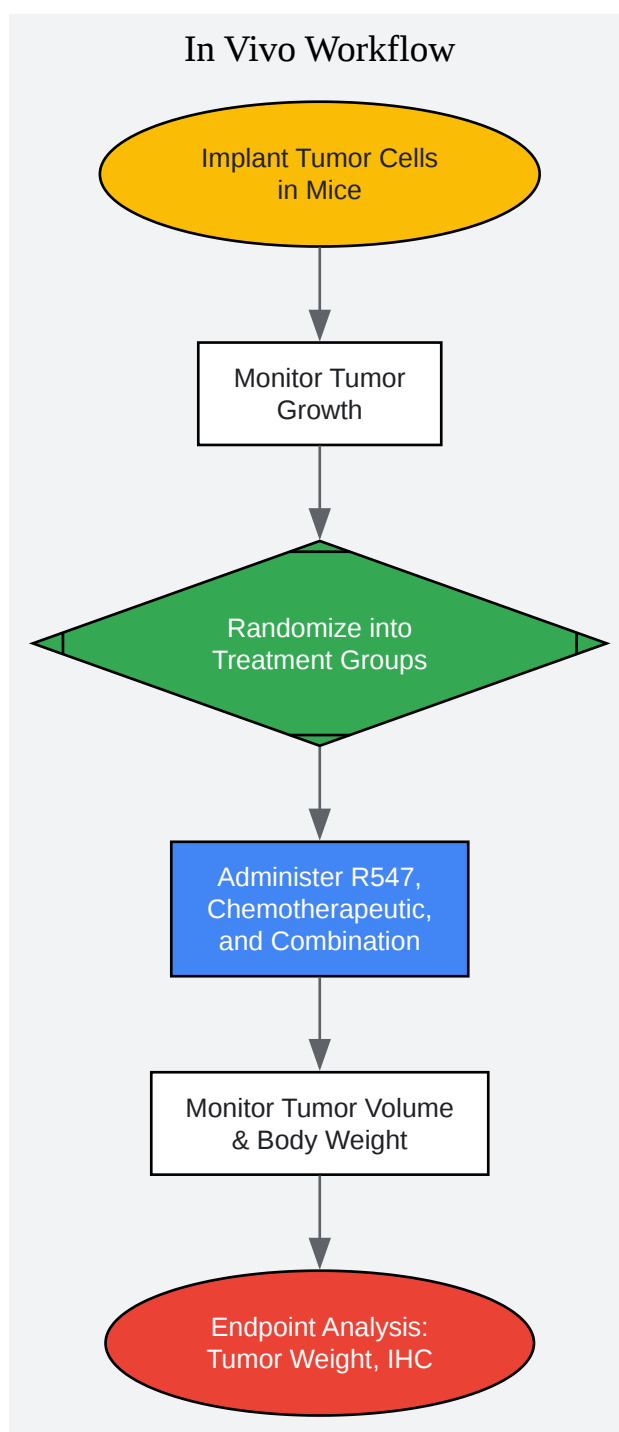 In Vivo Workflow
Implant Tumor Cells
in Mice
Monitor Tumor
Growth
Randomize into
Treatment Groups
Administer R547,
Chemotherapeutic,
and Combination
Monitor Tumor Volume
& Body Weight
Endpoint Analysis:
Tumor Weight, IHC